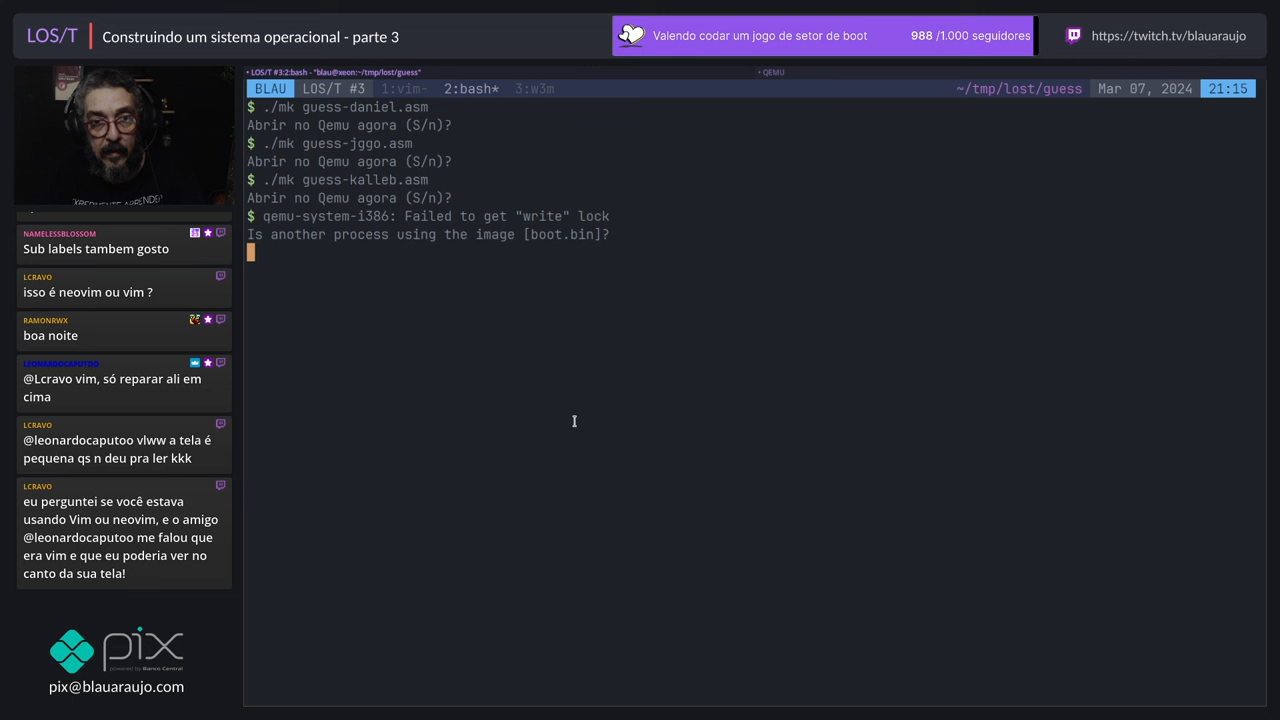 LOS/T
Construindo um sistema operacional - parte 3
Valendo codar um jogo de setor de boot
988 /1.000 seguidores
https://twitch.tv/blauaraujo
• LOS/T #3:2:bash - "blau@xeon:~/tmp/lost/guess"
• QEMU
BLAU LOS/T #3 1:vim- 2:bash* 3:w3m ~/tmp/lost/guess Mar 07, 2024 21:15
$ ./mk guess-daniel.asm
Abrir no Qemu agora (S/n)?
$ ./mk guess-jggo.asm
Abrir no Qemu agora (S/n)?
$ ./mk guess-kalleb.asm
Abrir no Qemu agora (S/n)?
$ qemu-system-i386: Failed to get "write" lock
Is another process using the image [boot.bin]?
NAMELESSBLOSSOM
Sub labels tambem gosto
LCRAVO
isso é neovim ou vim ?
RAMONRWX
boa noite
LEONARDOCAPUTOO
@Lcravo vim, só reparar ali em
cima
LCRAVO
@leonardocaputoo vlww a tela é
pequena qs n deu pra ler kkk
LCRAVO
eu perguntei se você estava
usando Vim ou neovim, e o amigo
@leonardocaputoo me falou que
era vim e que eu poderia ver no
canto da sua tela!
pix
powered by Banco Central
pix@blauaraujo.com